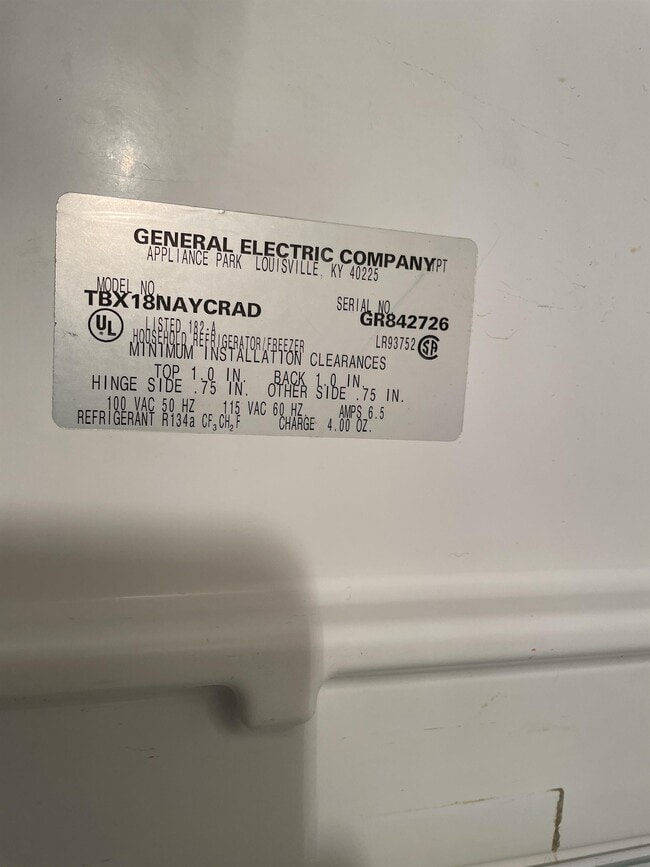 GENERAL ELECTRIC COMPANY
APPLIANCE PARK LOUISVILLE, KY 40225 TPT
MODEL NO.
TBX18NAYCRAD
SERIAL NO.
GR842726
UL LISTED 182-A
HOUSEHOLD REFRIGERATOR/FREEZER
LR93752 SP
MINIMUM INSTALLATION CLEARANCES
TOP 1.0 IN. BACK 1.0 IN.
HINGE SIDE .75 IN. OTHER SIDE .75 IN.
100 VAC 50 HZ 115 VAC 60 HZ AMPS 6.5
REFRIGERANT R134a CF₃CH₂F CHARGE 4.00 OZ.